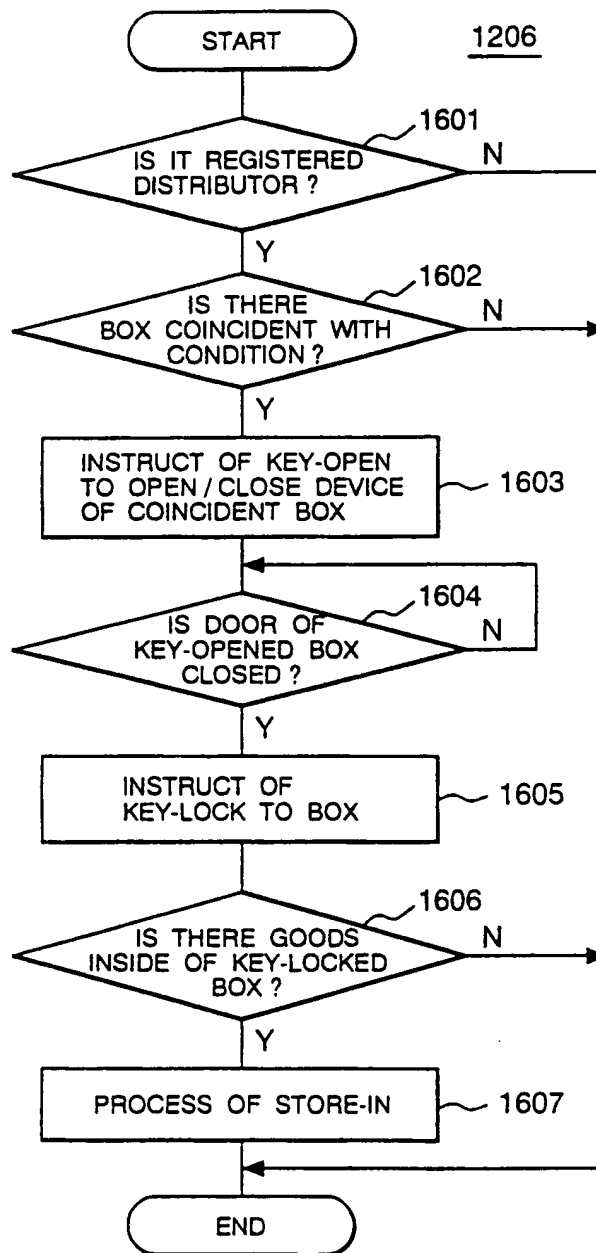 START
1206
1601
IS IT REGISTERED
DISTRIBUTOR ?
N
Y
1602
IS THERE
BOX COINCIDENT WITH
CONDITION ?
N
Y
INSTRUCT OF KEY-OPEN
TO OPEN / CLOSE DEVICE
OF COINCIDENT BOX
1603
1604
IS DOOR OF
KEY-OPENED BOX
CLOSED ?
N
Y
INSTRUCT OF
KEY-LOCK TO BOX
1605
1606
IS THERE GOODS
INSIDE OF KEY-LOCKED
BOX ?
N
Y
PROCESS OF STORE-IN
1607
END